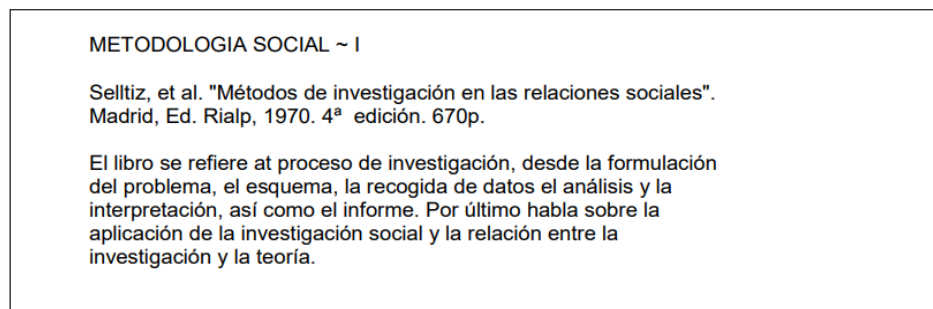 METODOLOGIA SOCIAL ~ I
Selltiz, et al. "Métodos de investigación en las relaciones sociales".
Madrid, Ed. Rialp, 1970. 4ª edición. 670p.
El libro se refiere at proceso de investigación, desde la formulación
del problema, el esquema, la recogida de datos el análisis y la
interpretación, así como el informe. Por último habla sobre la
aplicación de la investigación social y la relación entre la
investigación y la teoría.